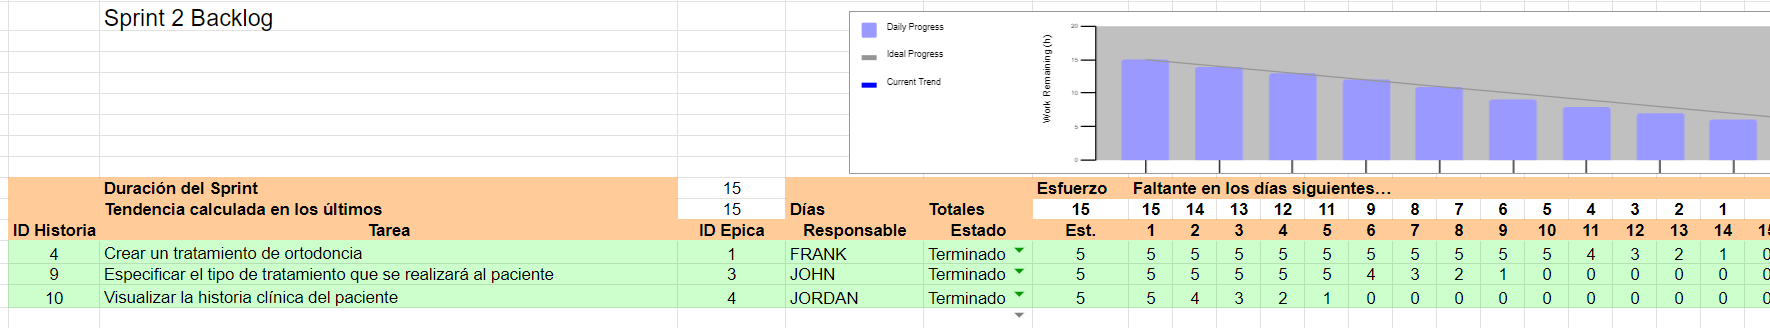 Sprint 2 Backlog
Daily Progress
Ideal Progress
Current Trend
Work Remaining (h)
20
15
10
5
0
Duración del Sprint 15 Esfuerzo Faltante en los días siguientes...
Tendencia calculada en los últimos 15 Días Totales 15 15 14 13 12 11 9 8 7 6 5 4 3 2 1
ID Historia Tarea ID Epica Responsable Estado Est. 1 2 3 4 5 6 7 8 9 10 11 12 13 14 15
4 Crear un tratamiento de ortodoncia 1 FRANK Terminado 5 5 5 5 5 5 5 5 5 5 5 4 3 2 1 0
9 Especificar el tipo de tratamiento que se realizará al paciente 3 JOHN Terminado 5 5 5 5 5 5 4 3 2 1 0 0 0 0 0 0
10 Visualizar la historia clínica del paciente 4 JORDAN Terminado 5 5 4 3 2 1 0 0 0 0 0 0 0 0 0 0